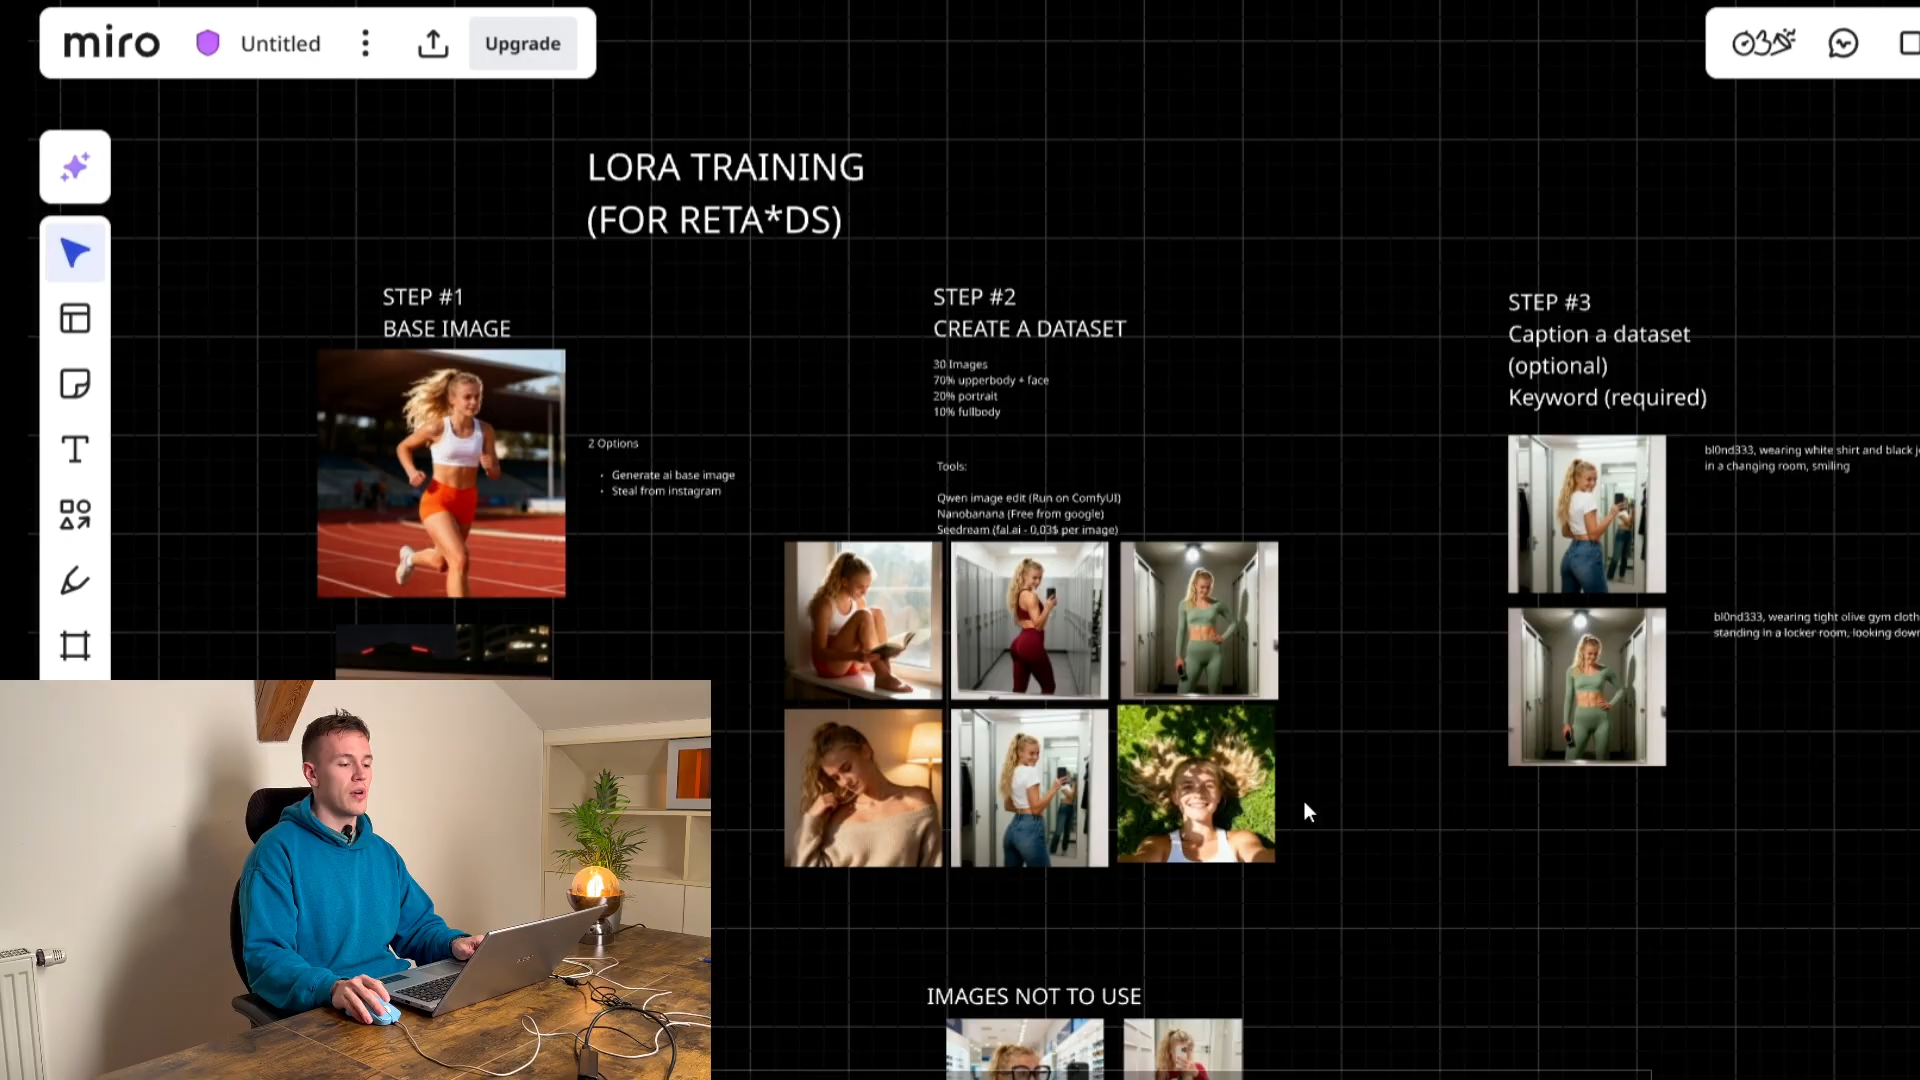 miro
Untitled
Upgrade
LORA TRAINING
(FOR RETA*DS)
STEP #1
BASE IMAGE
2 Options
Generate ai base image
Steal from instagram
STEP #2
CREATE A DATASET
30 Images
70% upperbody + face
20% portrait
10% fullbody
Tools:
Qwen image edit (Run on ComfyUI)
Nanobanana (Free from google)
Seedream (fal.ai - 0,03$ per image)
STEP #3
Caption a dataset
(optional)
Keyword (required)
bl0nd333, wearing white shirt and black
in a changing room, smiling
bl0nd333, wearing tight olive gym cloth
standing in a locker room, looking down
IMAGES NOT TO USE